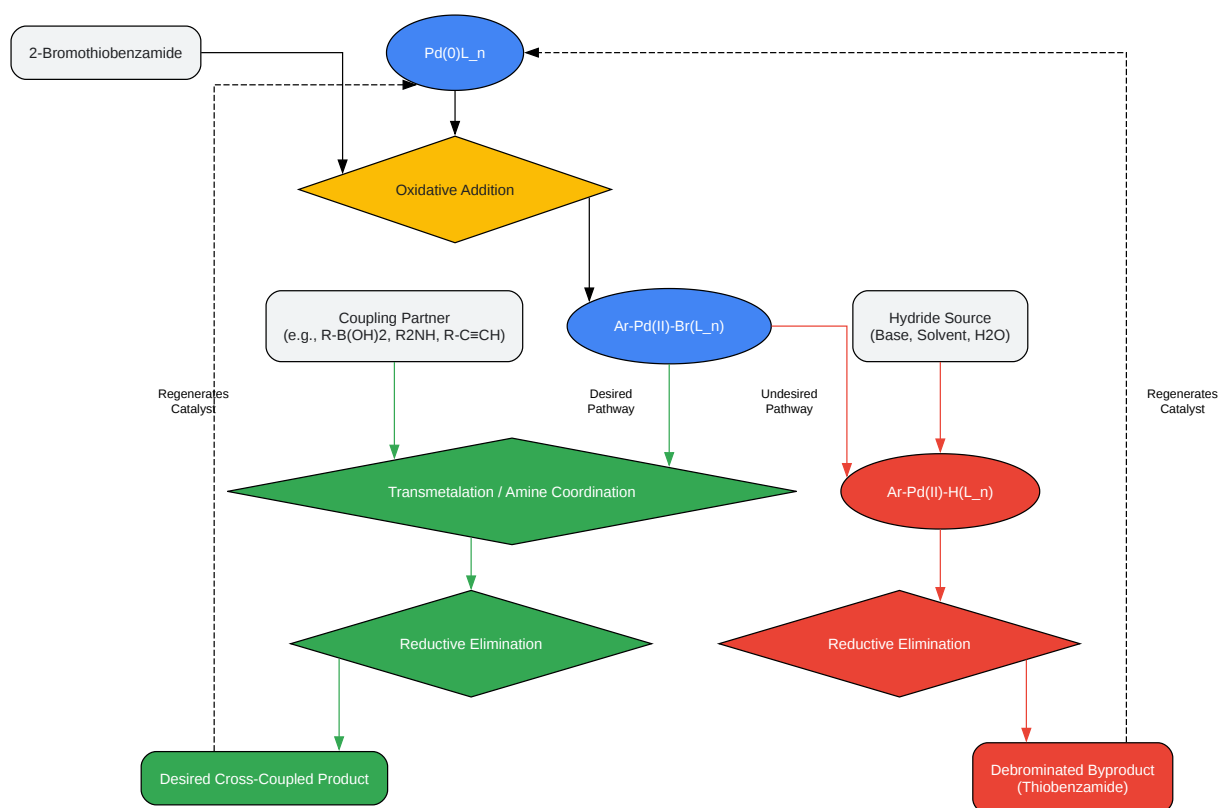 2-Bromothiobenzamide
Pd(0)L_n
Oxidative Addition
Coupling Partner
(e.g., R-B(OH)2, R2NH, R-C≡CH)
Ar-Pd(II)-Br(L_n)
Hydride Source
(Base, Solvent, H2O)
Regenerates
Catalyst
Desired
Pathway
Undesired
Pathway
Regenerates
Catalyst
Transmetalation / Amine Coordination
Ar-Pd(II)-H(L_n)
Reductive Elimination
Reductive Elimination
Desired Cross-Coupled Product
Debrominated Byproduct
(Thiobenzamide)